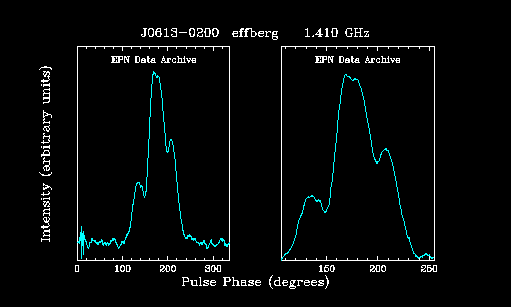 J0613-0200 effberg 1.410 GHz
EPN Data Archive EPN Data Archive
Intensity (arbitrary units)
0 100 200 300 150 200 250
Pulse Phase (degrees)